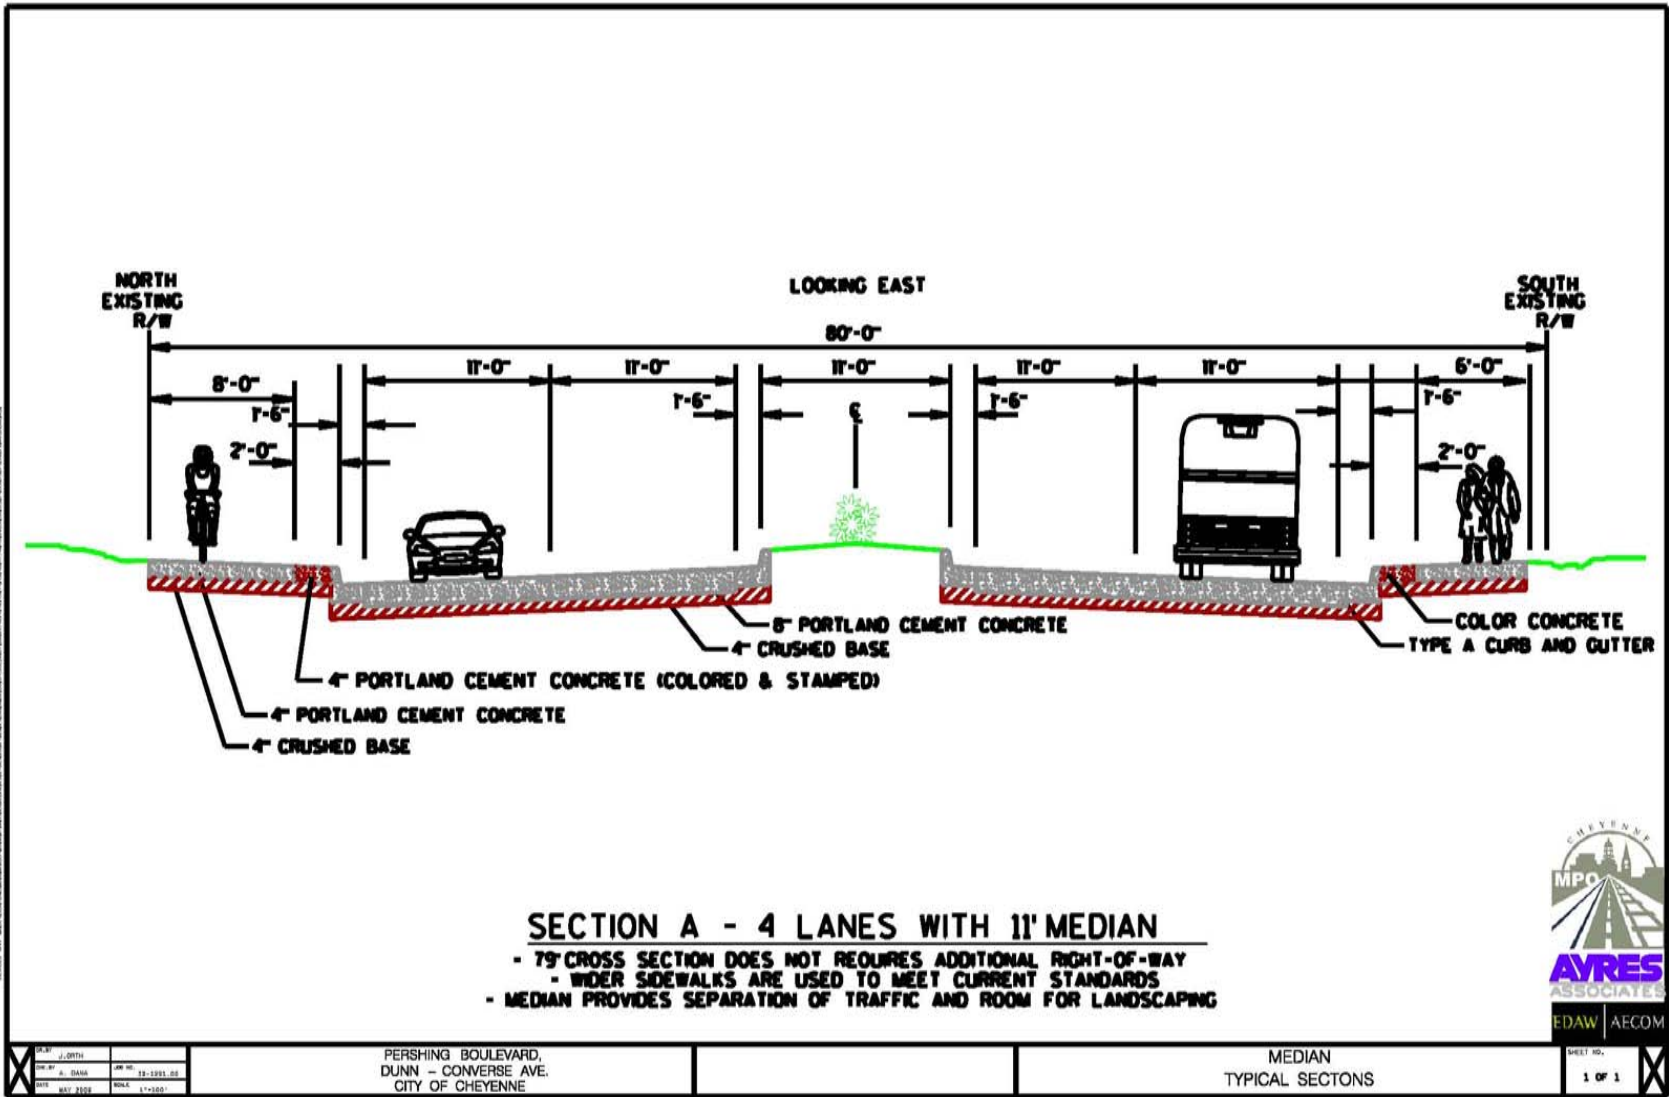 NORTH
EXISTING
R/W
LOOKING EAST
SOUTH
EXISTING
R/W
80'-0"
11'-0"
11'-0"
11'-0"
11'-0"
11'-0"
6'-0"
8'-0"
1'-6"
1'-6"
℄
1'-6"
1'-6"
2'-0"
2'-0"
8" PORTLAND CEMENT CONCRETE
4" CRUSHED BASE
COLOR CONCRETE
TYPE A CURB AND GUTTER
4" PORTLAND CEMENT CONCRETE (COLORED & STAMPED)
4" PORTLAND CEMENT CONCRETE
4" CRUSHED BASE
SECTION A - 4 LANES WITH 11' MEDIAN
- 79' CROSS SECTION DOES NOT REQUIRES ADDITIONAL RIGHT-OF-WAY
- WIDER SIDEWALKS ARE USED TO MEET CURRENT STANDARDS
- MEDIAN PROVIDES SEPARATION OF TRAFFIC AND ROOM FOR LANDSCAPING
CHEYENNE
MPO
AYRES
ASSOCIATES
EDAW AECOM
J.ORTH
A. DANA
PERSHING BOULEVARD,
DUNN - CONVERSE AVE.
CITY OF CHEYENNE
MEDIAN
TYPICAL SECTONS
SHEET NO.
1 OF 1